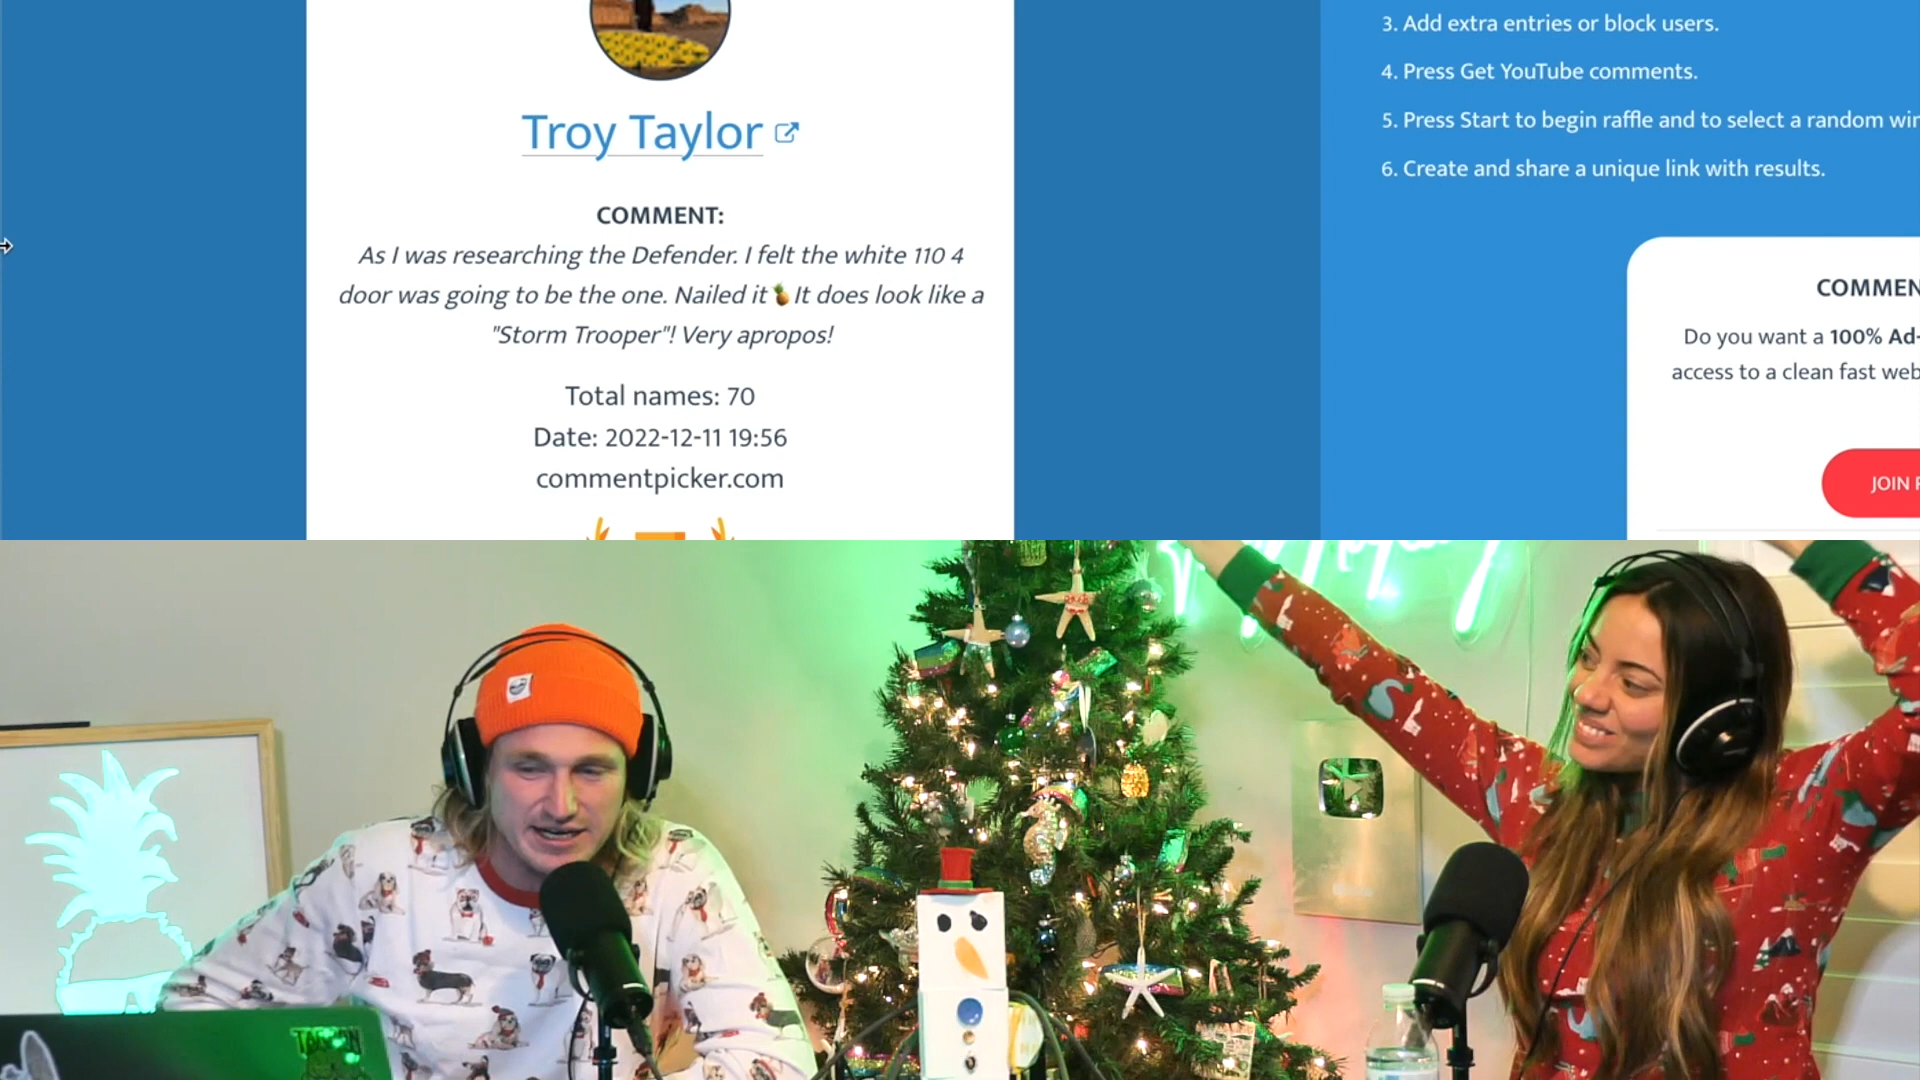 Troy Taylor
COMMENT:
As I was researching the Defender. I felt the white 110 4
door was going to be the one. Nailed it🍍It does look like a
"Storm Trooper"! Very apropos!
Total names: 70
Date: 2022-12-11 19:56
commentpicker.com
3. Add extra entries or block users.
4. Press Get YouTube comments.
5. Press Start to begin raffle and to select a random
6. Create and share a unique link with results.
Do you want a 100% Ad-
access to a clean fast
JOIN